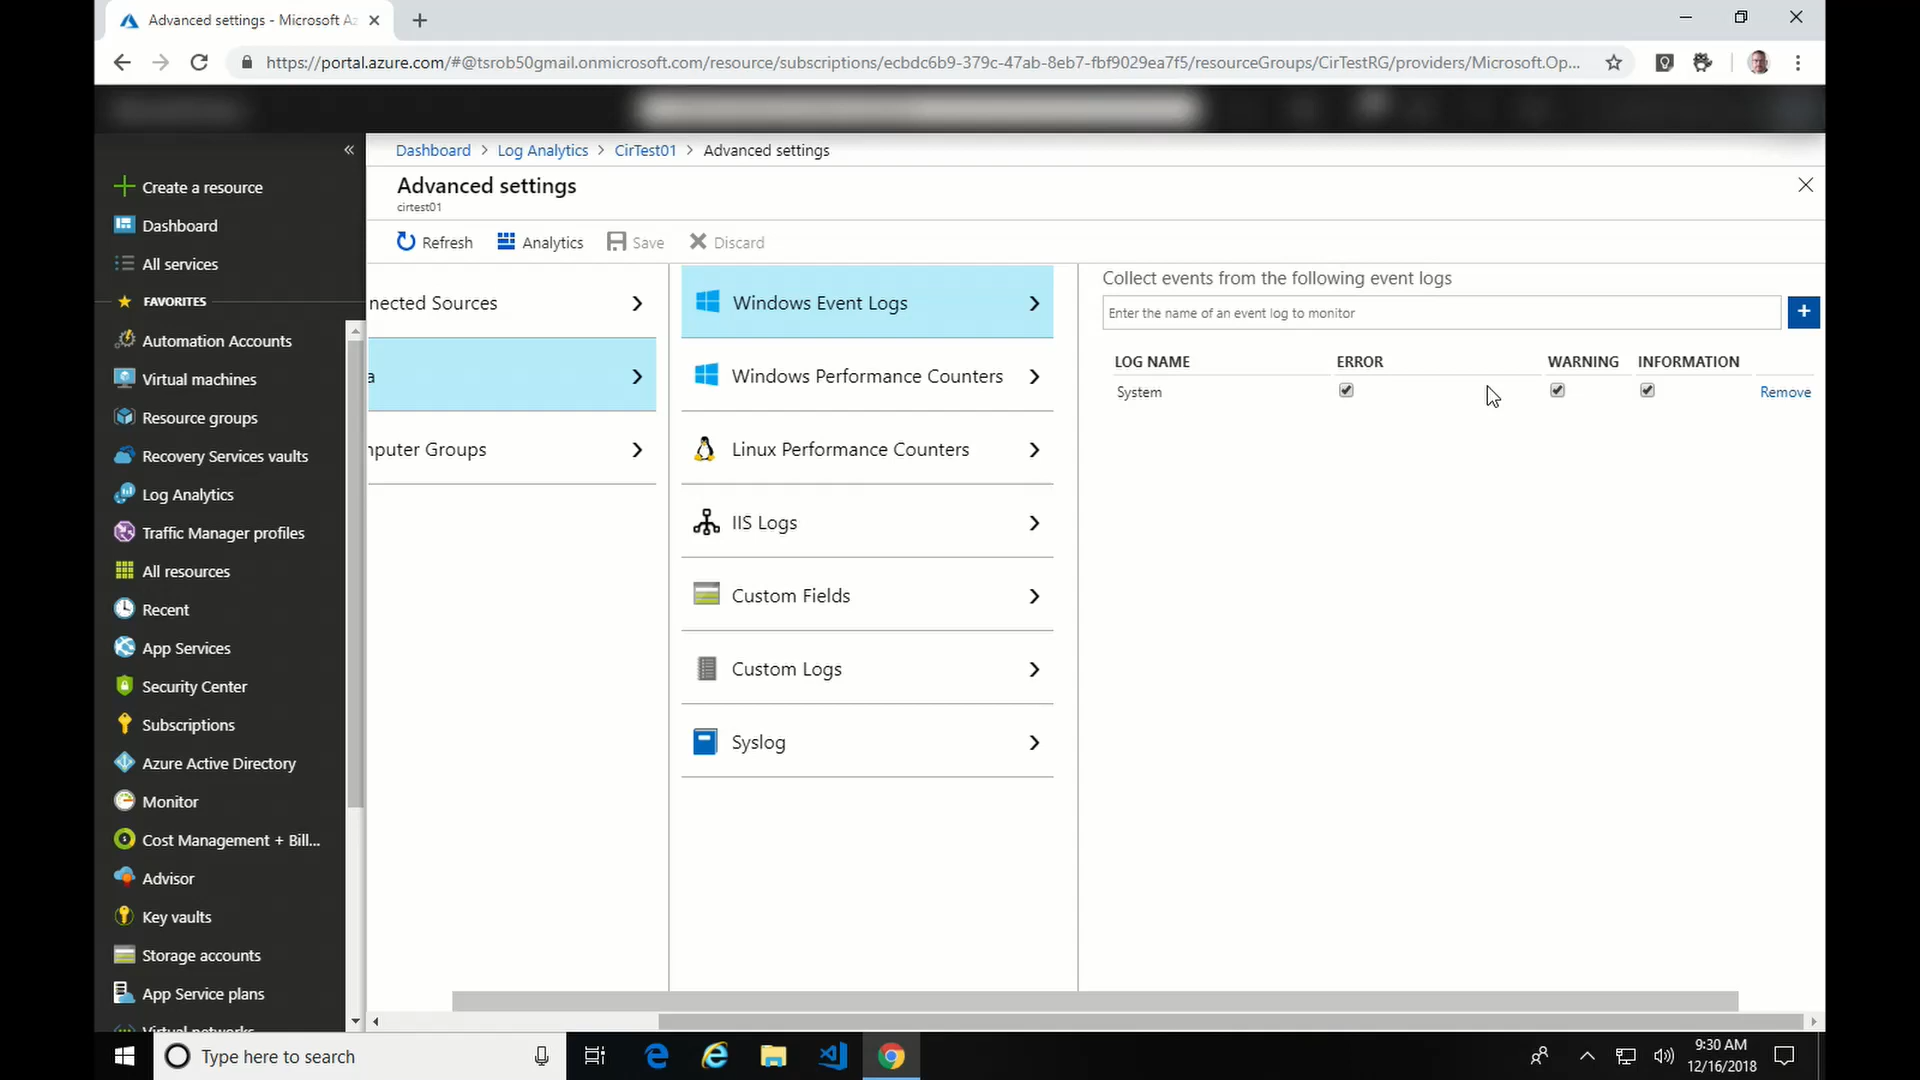 Advanced settings - Microsoft Az
https://portal.azure.com/#@tsrob50gmail.onmicrosoft.com/resource/subscriptions/ecbdc6b9-379c-47ab-8eb7-fbf9029ea7f5/resourceGroups/CirTestRG/providers/Microsoft.Op...
Dashboard > Log Analytics > CirTest01 > Advanced settings
Advanced settings
cirtest01
Refresh Analytics Save Discard
Create a resource
Dashboard
All services
FAVORITES
Automation Accounts
Virtual machines
Resource groups
Recovery Services vaults
Log Analytics
Traffic Manager profiles
All resources
Recent
App Services
Security Center
Subscriptions
Azure Active Directory
Monitor
Cost Management + Bill...
Advisor
Key vaults
Storage accounts
App Service plans
Virtual networks
nected Sources
a
nputer Groups
Windows Event Logs
Windows Performance Counters
Linux Performance Counters
IIS Logs
Custom Fields
Custom Logs
Syslog
Collect events from the following event logs
Enter the name of an event log to monitor
LOG NAME ERROR WARNING INFORMATION
System Remove
Type here to search
9:30 AM
12/16/2018